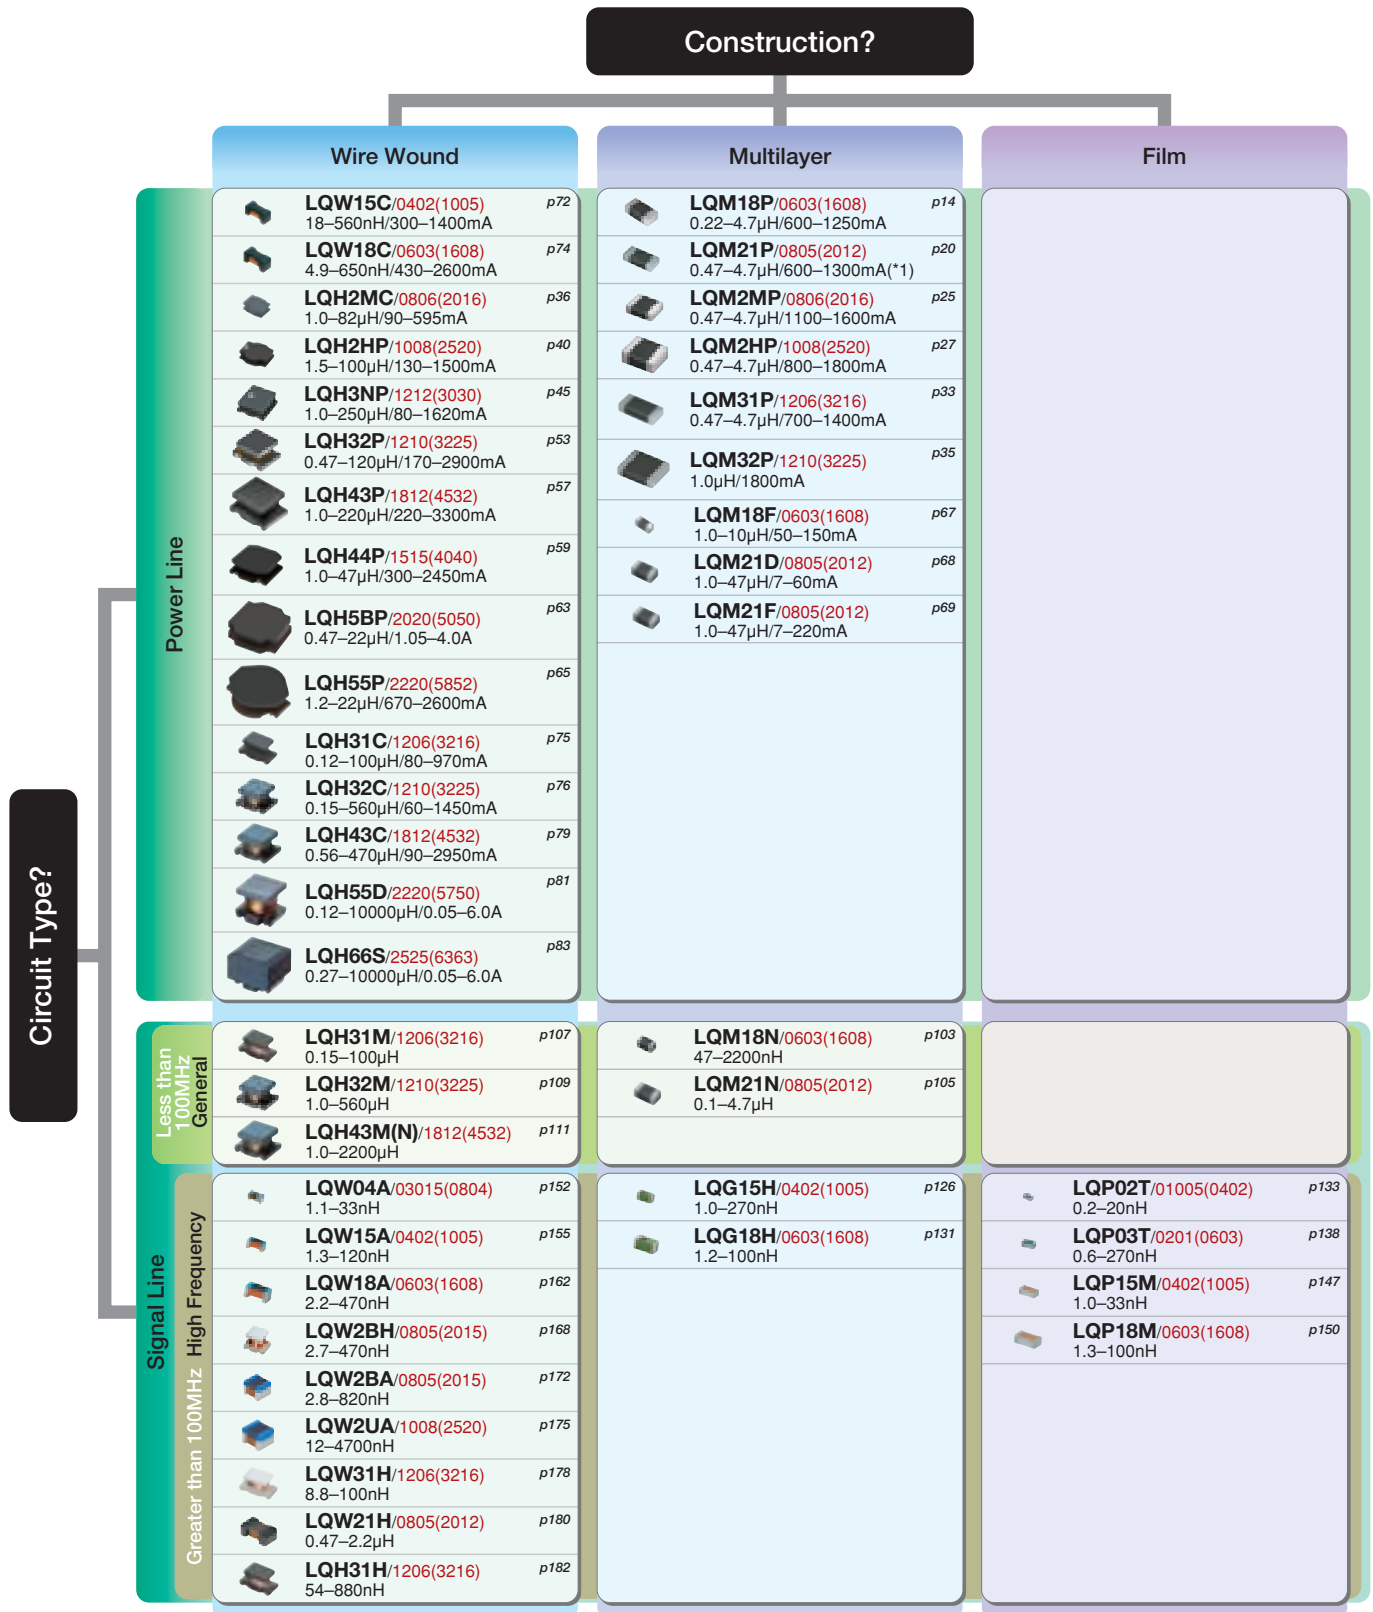 Construction?
Wire Wound
Multilayer
Film
Circuit Type?
Power Line
LQW15C/0402(1005) p72
18–560nH/300–1400mA
LQW18C/0603(1608) p74
4.9–650nH/430–2600mA
LQH2MC/0806(2016) p36
1.0–82µH/90–595mA
LQH2HP/1008(2520) p40
1.5–100µH/130–1500mA
LQH3NP/1212(3030) p45
1.0–250µH/80–1620mA
LQH32P/1210(3225) p53
0.47–120µH/170–2900mA
LQH43P/1812(4532) p57
1.0–220µH/220–3300mA
LQH44P/1515(4040) p59
1.0–47µH/300–2450mA
LQH5BP/2020(5050) p63
0.47–22µH/1.05–4.0A
LQH55P/2220(5852) p65
1.2–22µH/670–2600mA
LQH31C/1206(3216) p75
0.12–100µH/80–970mA
LQH32C/1210(3225) p76
0.15–560µH/60–1450mA
LQH43C/1812(4532) p79
0.56–470µH/90–2950mA
LQH55D/2220(5750) p81
0.12–10000µH/0.05–6.0A
LQH66S/2525(6363) p83
0.27–10000µH/0.05–6.0A
LQM18P/0603(1608) p14
0.22–4.7µH/600–1250mA
LQM21P/0805(2012) p20
0.47–4.7µH/600–1300mA(*1)
LQM2MP/0806(2016) p25
0.47–4.7µH/1100–1600mA
LQM2HP/1008(2520) p27
0.47–4.7µH/800–1800mA
LQM31P/1206(3216) p33
0.47–4.7µH/700–1400mA
LQM32P/1210(3225) p35
1.0µH/1800mA
LQM18F/0603(1608) p67
1.0–10µH/50–150mA
LQM21D/0805(2012) p68
1.0–47µH/7–60mA
LQM21F/0805(2012) p69
1.0–47µH/7–220mA
Signal Line
Less than
100MHz
General
LQH31M/1206(3216) p107
0.15–100µH
LQH32M/1210(3225) p109
1.0–560µH
LQH43M(N)/1812(4532) p111
1.0–2200µH
LQM18N/0603(1608) p103
47–2200nH
LQM21N/0805(2012) p105
0.1–4.7µH
Greater than 100MHz High Frequency
LQW04A/03015(0804) p152
1.1–33nH
LQW15A/0402(1005) p155
1.3–120nH
LQW18A/0603(1608) p162
2.2–470nH
LQW2BH/0805(2015) p168
2.7–470nH
LQW2BA/0805(2015) p172
2.8–820nH
LQW2UA/1008(2520) p175
12–4700nH
LQW31H/1206(3216) p178
8.8–100nH
LQW21H/0805(2012) p180
0.47–2.2µH
LQH31H/1206(3216) p182
54–880nH
LQG15H/0402(1005) p126
1.0–270nH
LQG18H/0603(1608) p131
1.2–100nH
LQP02T/01005(0402) p133
0.2–20nH
LQP03T/0201(0603) p138
0.6–270nH
LQP15M/0402(1005) p147
1.0–33nH
LQP18M/0603(1608) p150
1.3–100nH